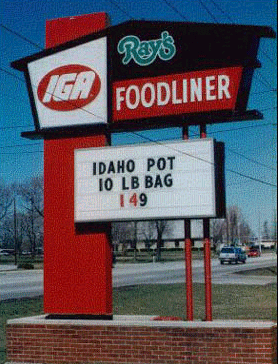 Ray's
IGA
FOODLINER
IDAHO POT
10 LB BAG
149